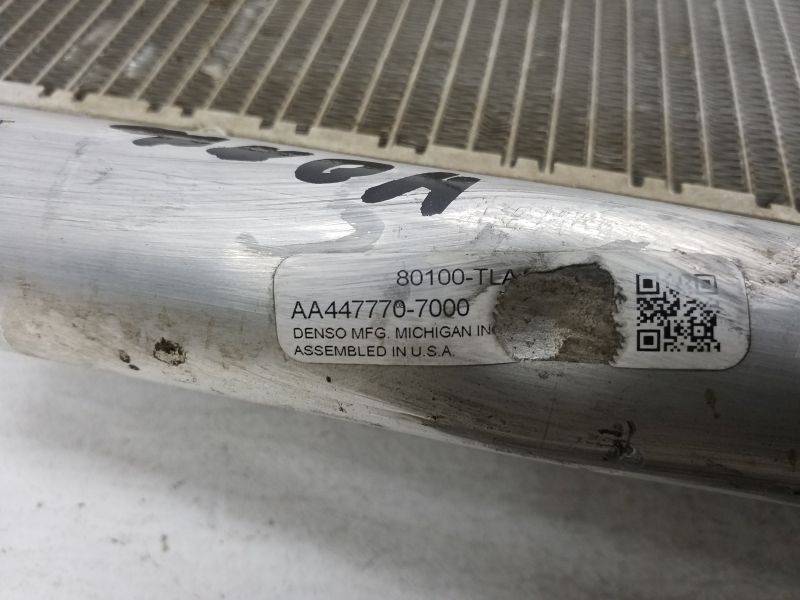 80100-TLA
AA447770-7000
DENSO MFG. MICHIGAN INC
ASSEMBLED IN U.S.A.